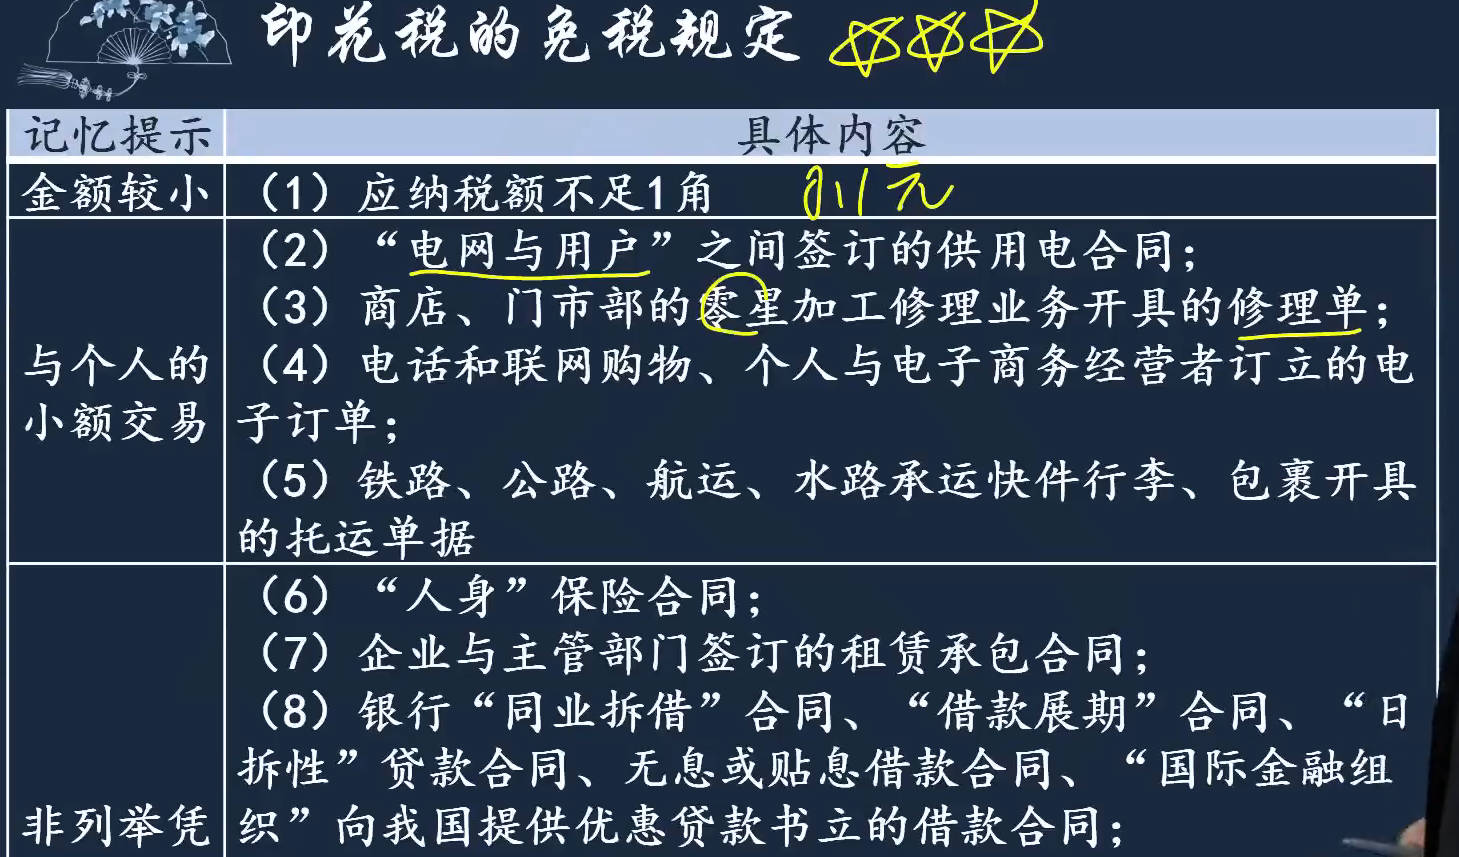 印花税的免税规定
记忆提示 具体内容
金额较小 （1）应纳税额不足1角 0.1元
（2）“电网与用户”之间签订的供用电合同；
（3）商店、门市部的零星加工修理业务开具的修理单；
与个人的 （4）电话和联网购物、个人与电子商务经营者订立的电
小额交易 子订单；
（5）铁路、公路、航运、水路承运快件行李、包裹开具
的托运单据
（6）“人身”保险合同；
（7）企业与主管部门签订的租赁承包合同；
（8）银行“同业拆借”合同、“借款展期”合同、“日
拆性”贷款合同、无息或贴息借款合同、“国际金融组
非列举凭 织”向我国提供优惠贷款书立的借款合同；